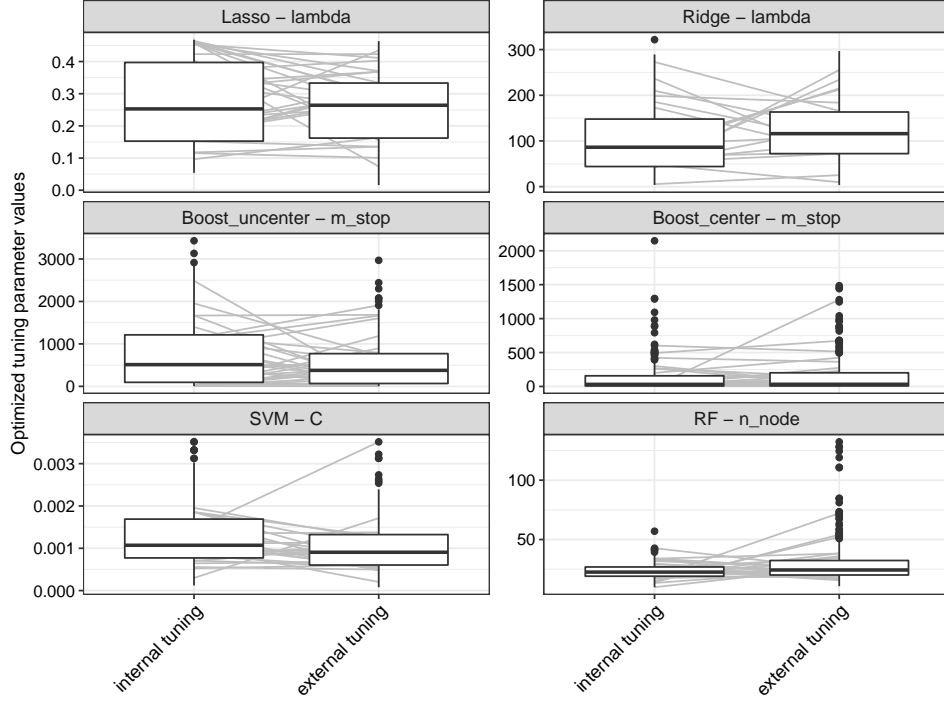 Lasso – lambda
Ridge – lambda
0.4
0.3
0.2
0.1
0.0
300
200
100
0
Boost_uncenter – m_stop
Boost_center – m_stop
3000
2000
1000
0
2000
1500
1000
500
0
SVM – C
RF – n_node
0.003
0.002
0.001
0.000
100
50
Optimized tuning parameter values
internal tuning
external tuning
internal tuning
external tuning